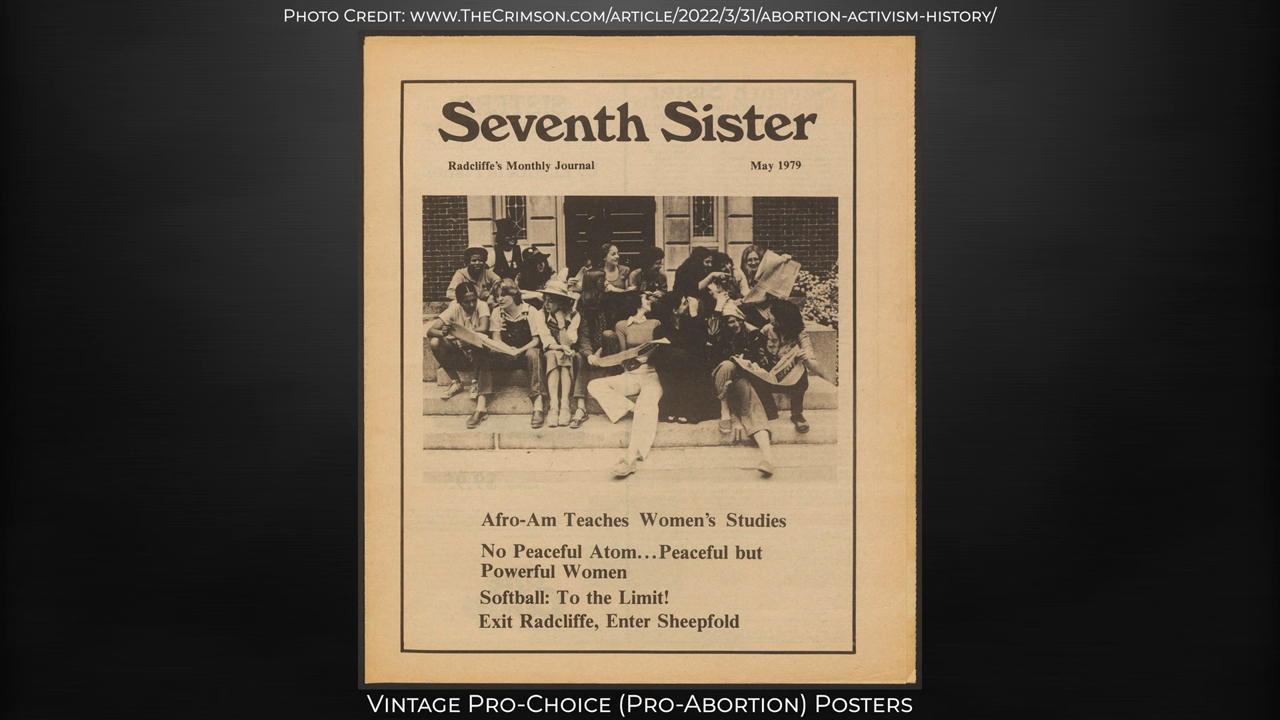 Photo Credit: www.TheCrimson.com/article/2022/3/31/abortion-activism-history/
Seventh Sister
Radcliffe's Monthly Journal
May 1979
Afro-Am Teaches Women's Studies
No Peaceful Atom...Peaceful but
Powerful Women
Softball: To the Limit!
Exit Radcliffe, Enter Sheepfold
Vintage Pro-Choice (Pro-Abortion) Posters